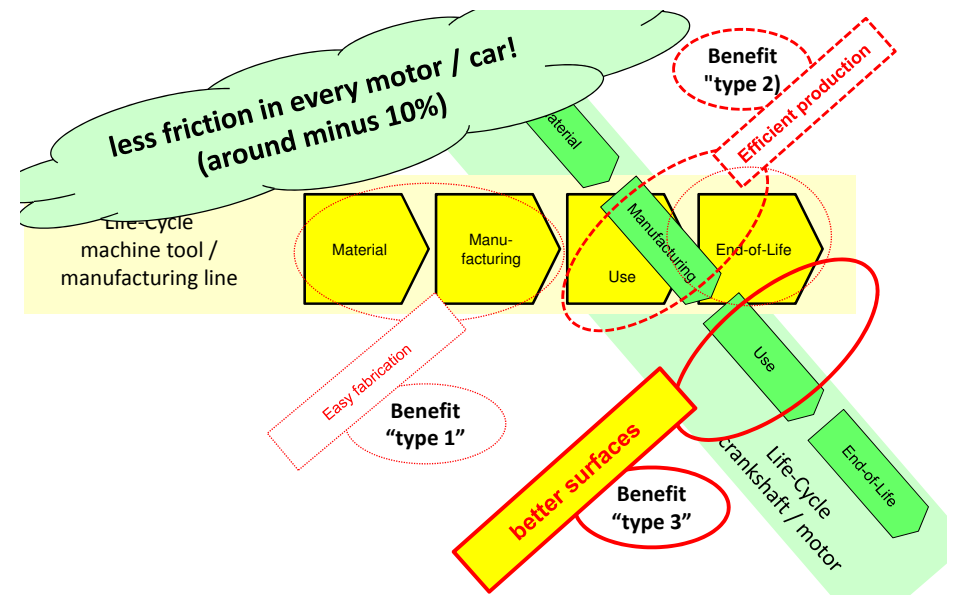 less friction in every motor / car!
(around minus 10%)
Benefit
"type 2)
Efficient production
Life-Cycle
machine tool /
manufacturing line
Material
Manu-
facturing
Use
End-of-Life
Material
Manufacturing
Use
End-of-Life
Life-Cycle
crankshaft / motor
Easy fabrication
Benefit
“type 1”
better surfaces
Benefit
“type 3”